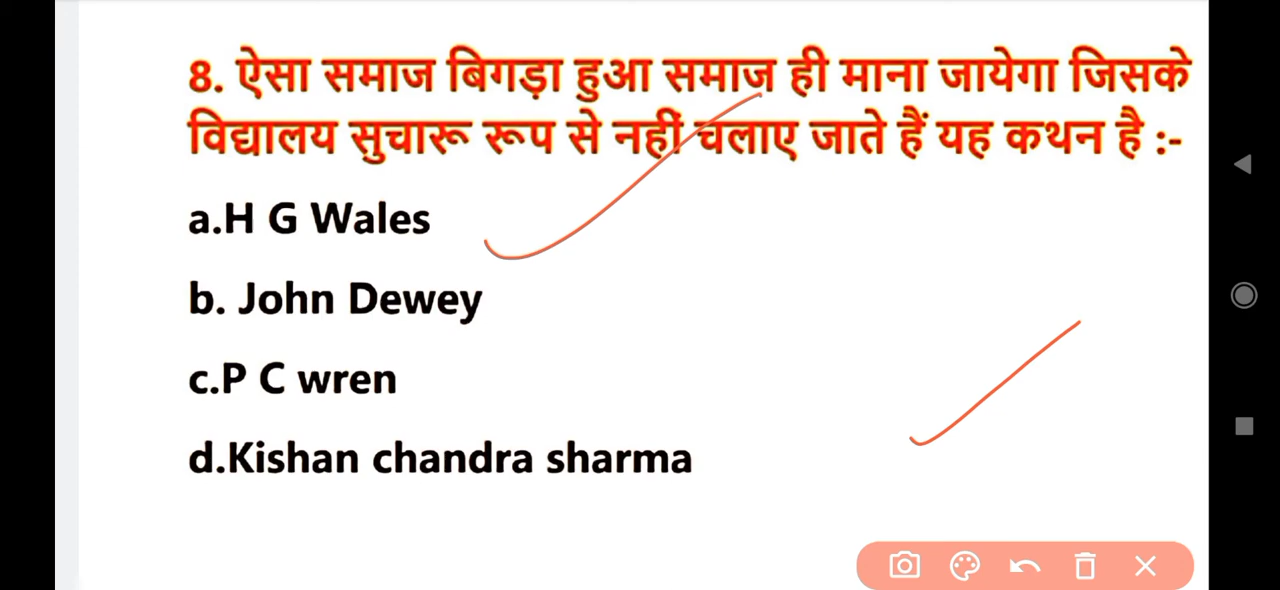 8. ऐसा समाज बिगड़ा हुआ समाज ही माना जायेगा जिसके
विद्यालय सुचारू रूप से नहीं चलाए जाते हैं यह कथन है :-
a.H G Wales
b. John Dewey
c.P C wren
d.Kishan chandra sharma